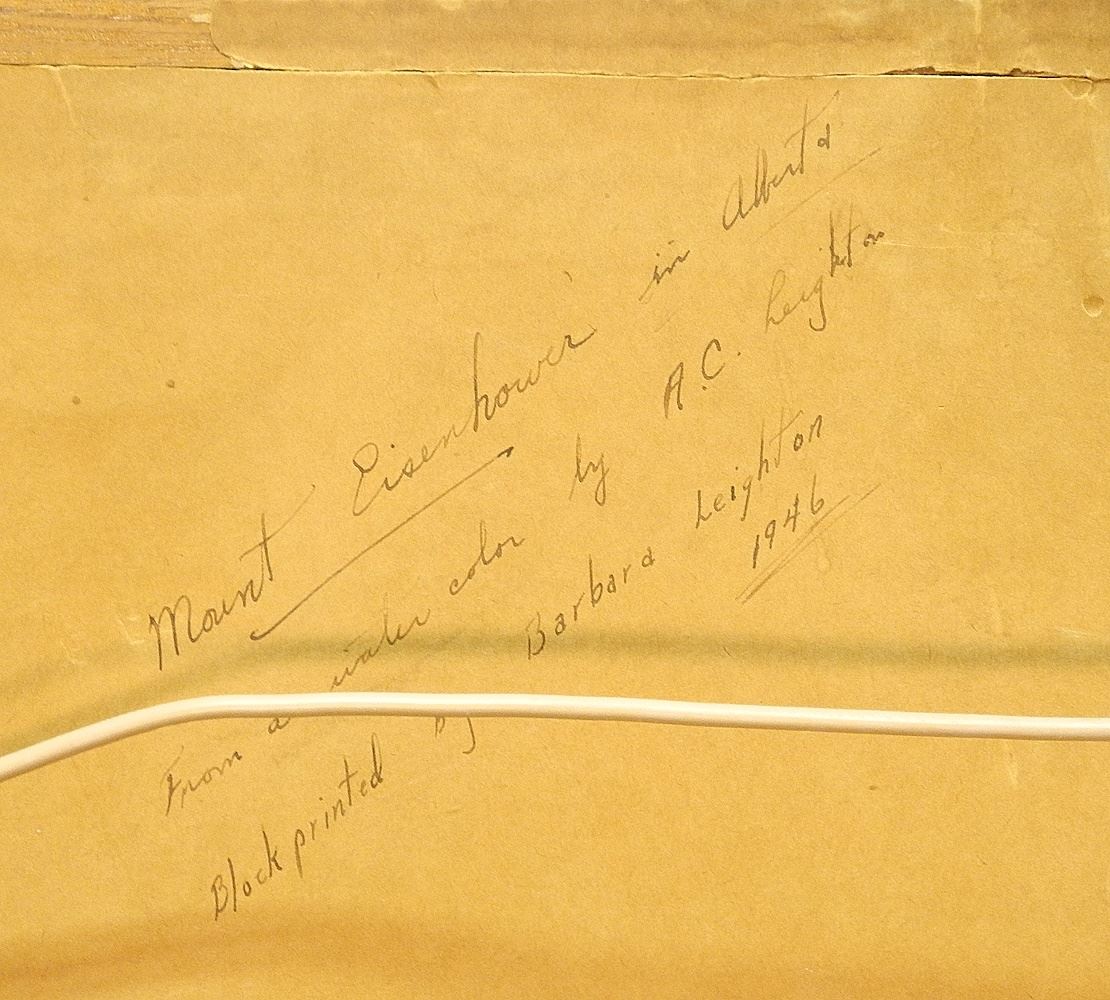 Mount Eisenhower in Alberta
From a water color by A.C. Leighton
Block printed by Barbara Leighton
1946